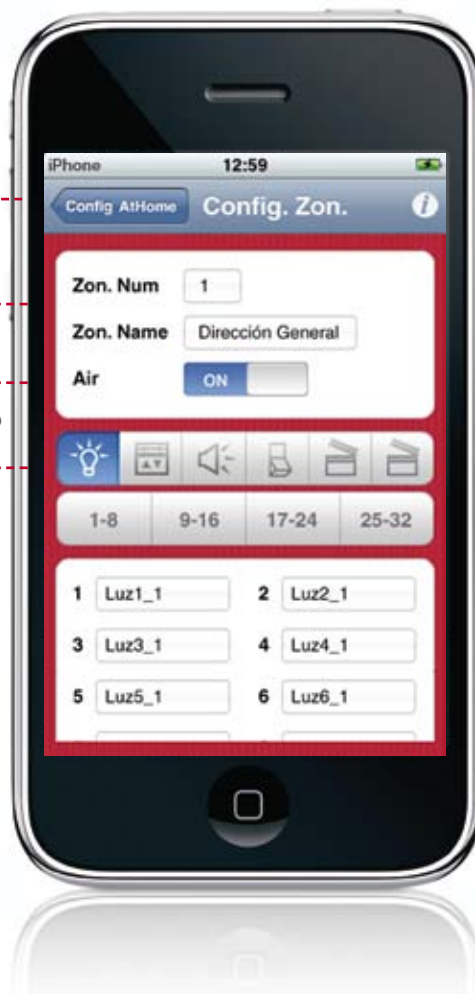 iPhone 12:59
Config AtHome Config. Zon.
Zon. Num 1
Zon. Name Dirección General
Air ON
1-8 9-16 17-24 25-32
1 Luz1_1 2 Luz2_1
3 Luz3_1 4 Luz4_1
5 Luz5_1 6 Luz6_1